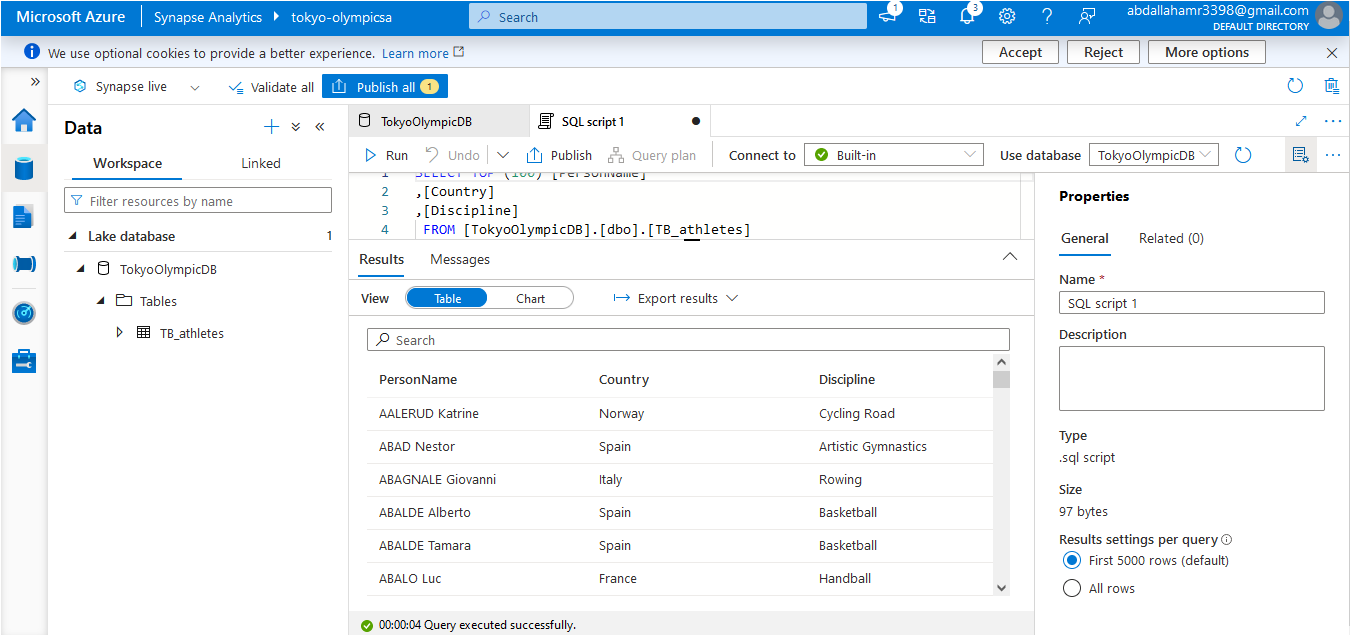 Microsoft Azure Synapse Analytics tokyo-olympicsa Search 1 3 abdallahamr3398@gmail.com
DEFAULT DIRECTORY
We use optional cookies to provide a better experience. Learn more Accept Reject More options
Synapse live Validate all Publish all 1
Data
Workspace Linked
Filter resources by name
Lake database 1
TokyoOlympicDB
Tables
TB_athletes
TokyoOlympicDB SQL script 1
Run Undo Publish Query plan Connect to Built-in Use database TokyoOlympicDB
1 SELECT TOP (100) [PersonName]
2 ,[Country]
3 ,[Discipline]
4 FROM [TokyoOlympicDB].[dbo].[TB_athletes]
Results Messages
View Table Chart Export results
Search
PersonName Country Discipline
AALERUD Katrine Norway Cycling Road
ABAD Nestor Spain Artistic Gymnastics
ABAGNALE Giovanni Italy Rowing
ABALDE Alberto Spain Basketball
ABALDE Tamara Spain Basketball
ABALO Luc France Handball
00:00:04 Query executed successfully.
Properties
General Related (0)
Name *
SQL script 1
Description
Type
.sql script
Size
97 bytes
Results settings per query
First 5000 rows (default)
All rows